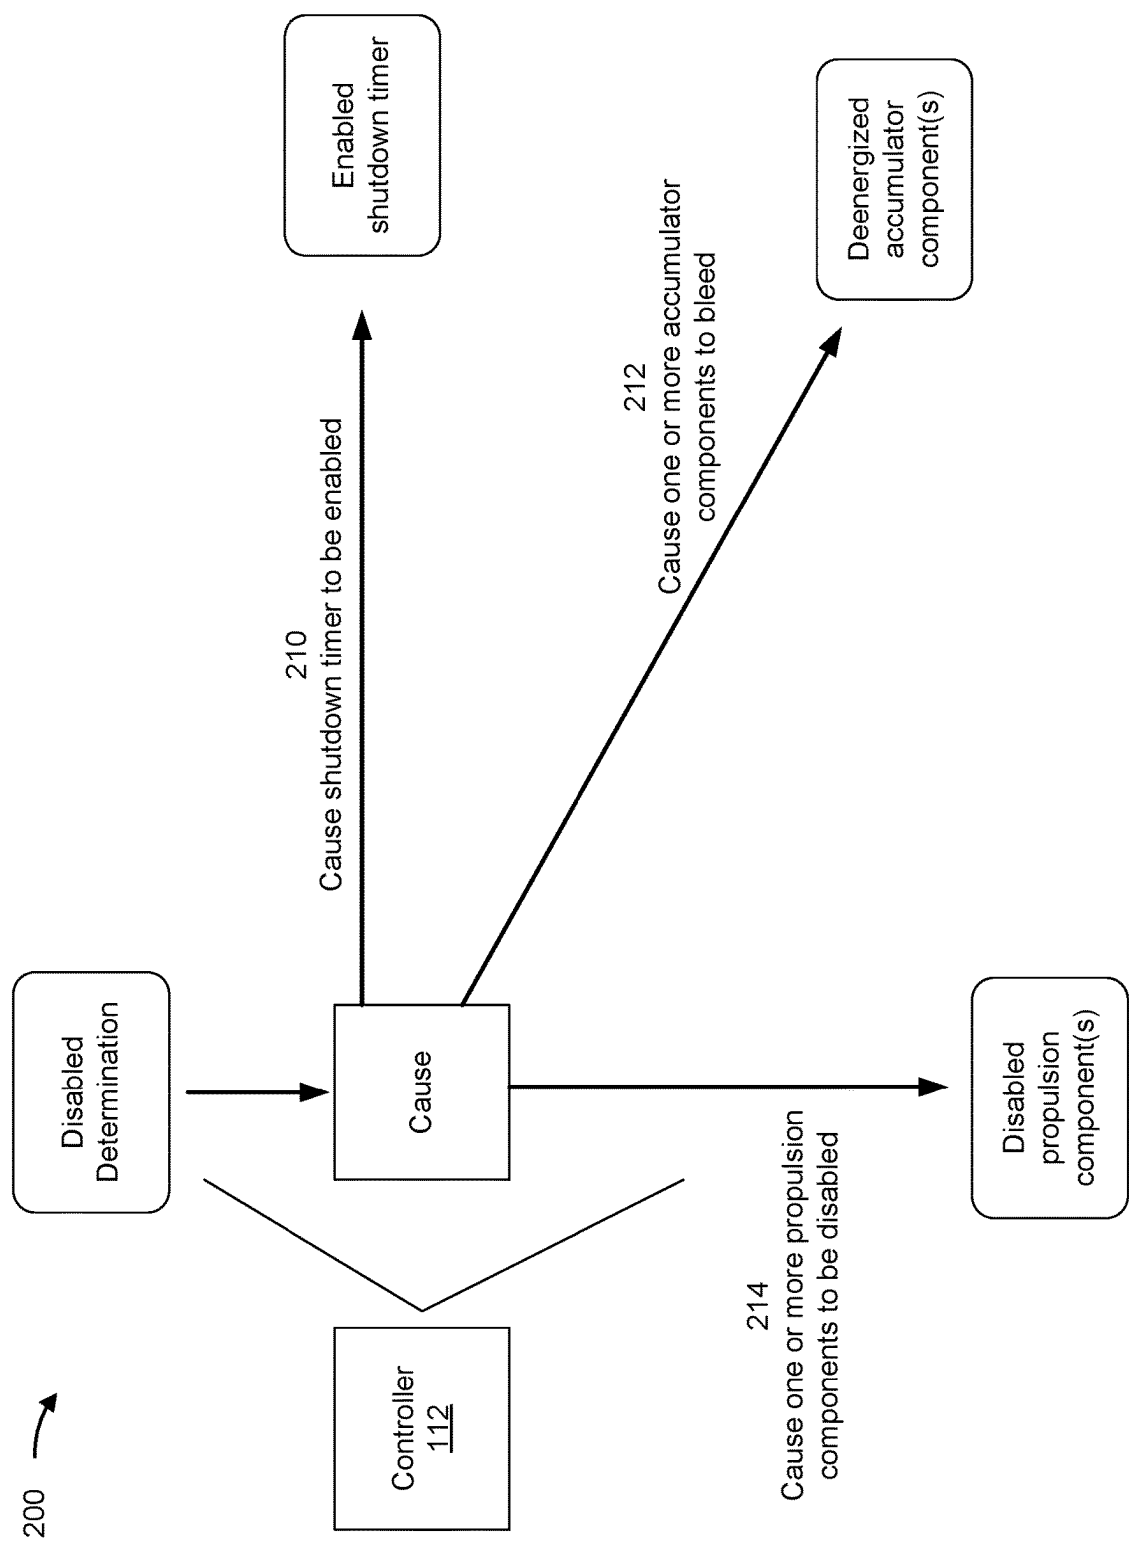 200
Controller
112
Disabled
Determination
Cause
210
Cause shutdown timer to be enabled
Enabled
shutdown timer
212
Cause one or more accumulator
components to bleed
Deenergized
accumulator
component(s)
214
Cause one or more propulsion
components to be disabled
Disabled
propulsion
component(s)